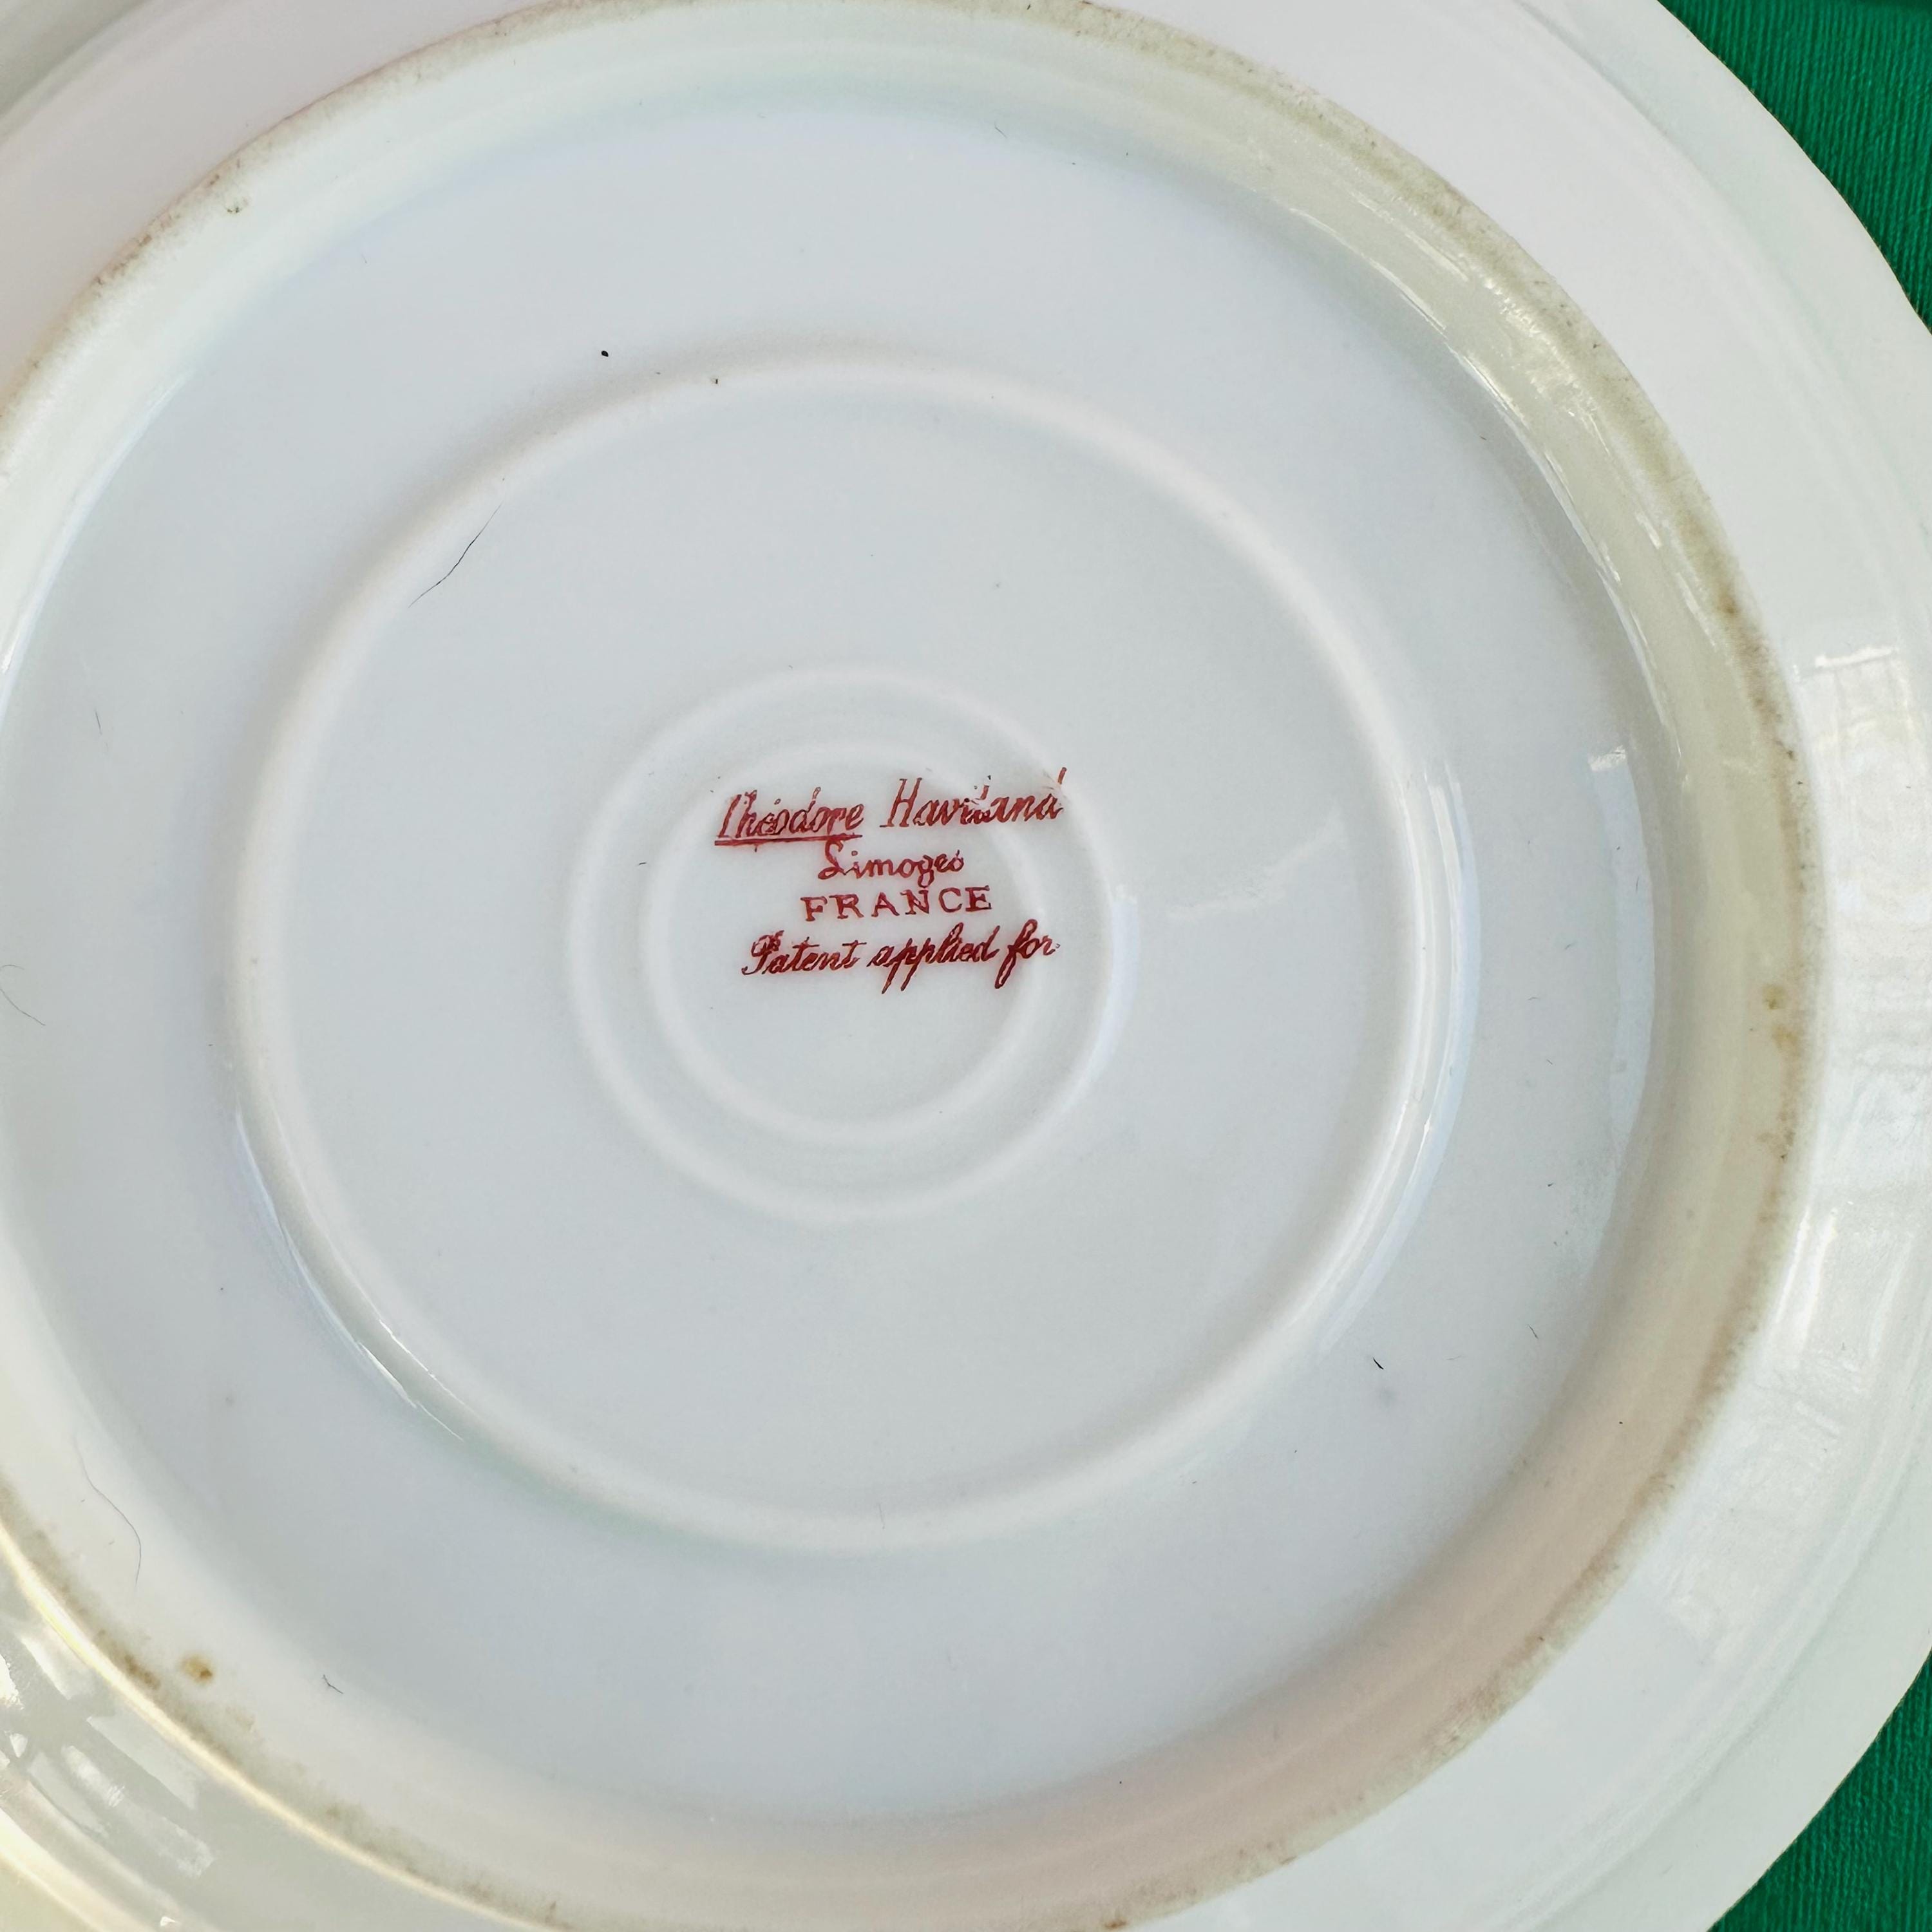 Théodore Haviland
Limoges
FRANCE
Patent applied for